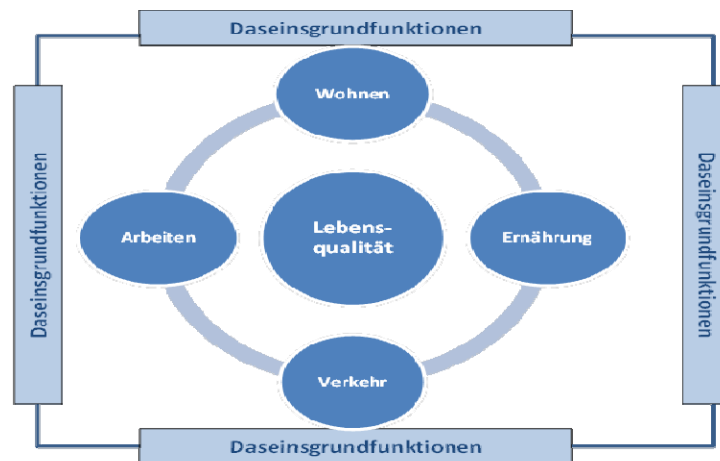 Daseinsgrundfunktionen
Wohnen
Daseinsgrundfunktionen
Arbeiten
Lebens-
qualität
Ernährung
Daseinsgrundfunktionen
Verkehr
Daseinsgrundfunktionen